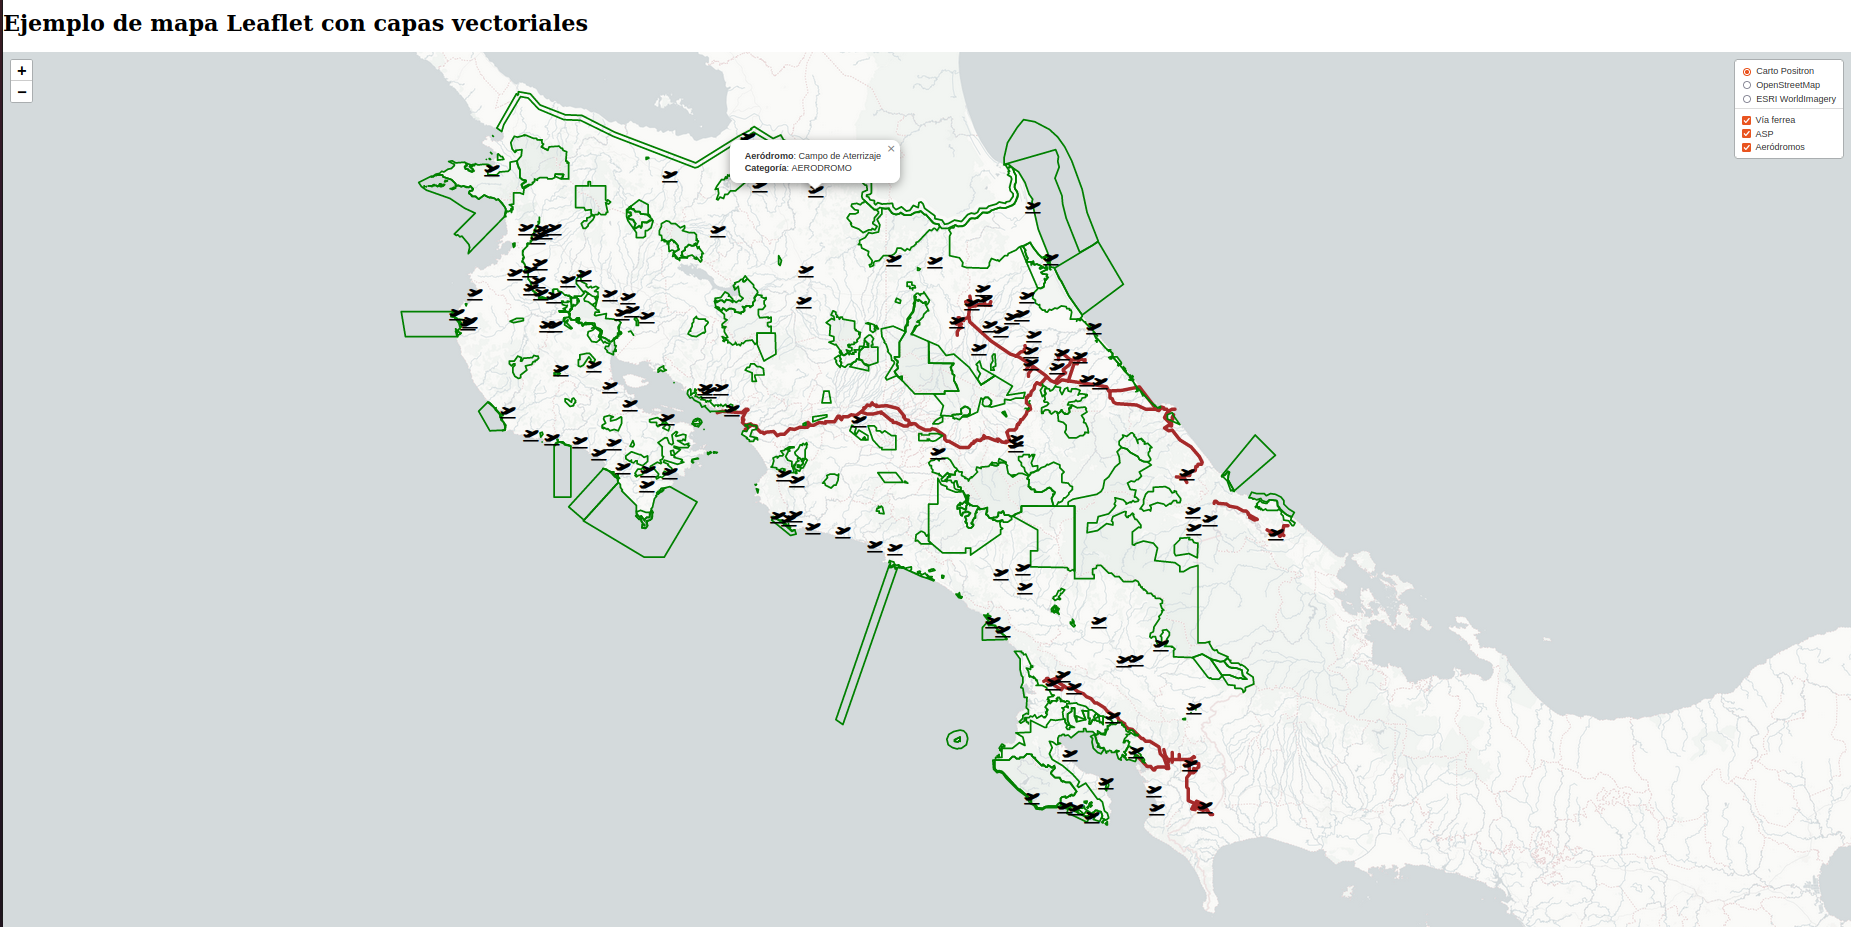 Ejemplo de mapa Leaflet con capas vectoriales
+
−
Carto Positron
OpenStreetMap
ESRI WorldImagery
Vía ferrea
ASP
Aeródromos
×
Aeródromo: Campo de Aterrizaje
Categoría: AERODROMO